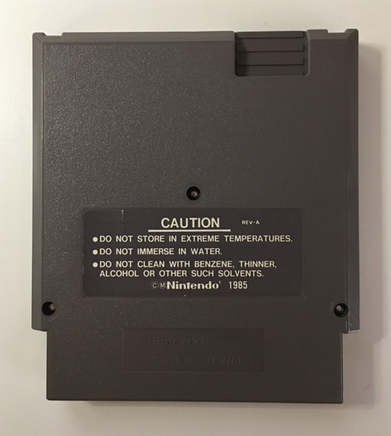 CAUTION REV-A
● DO NOT STORE IN EXTREME TEMPERATURES.
● DO NOT IMMERSE IN WATER.
● DO NOT CLEAN WITH BENZENE, THINNER,
ALCOHOL OR OTHER SUCH SOLVENTS.
©Ⓜ Nintendo® 1985
Nintendo